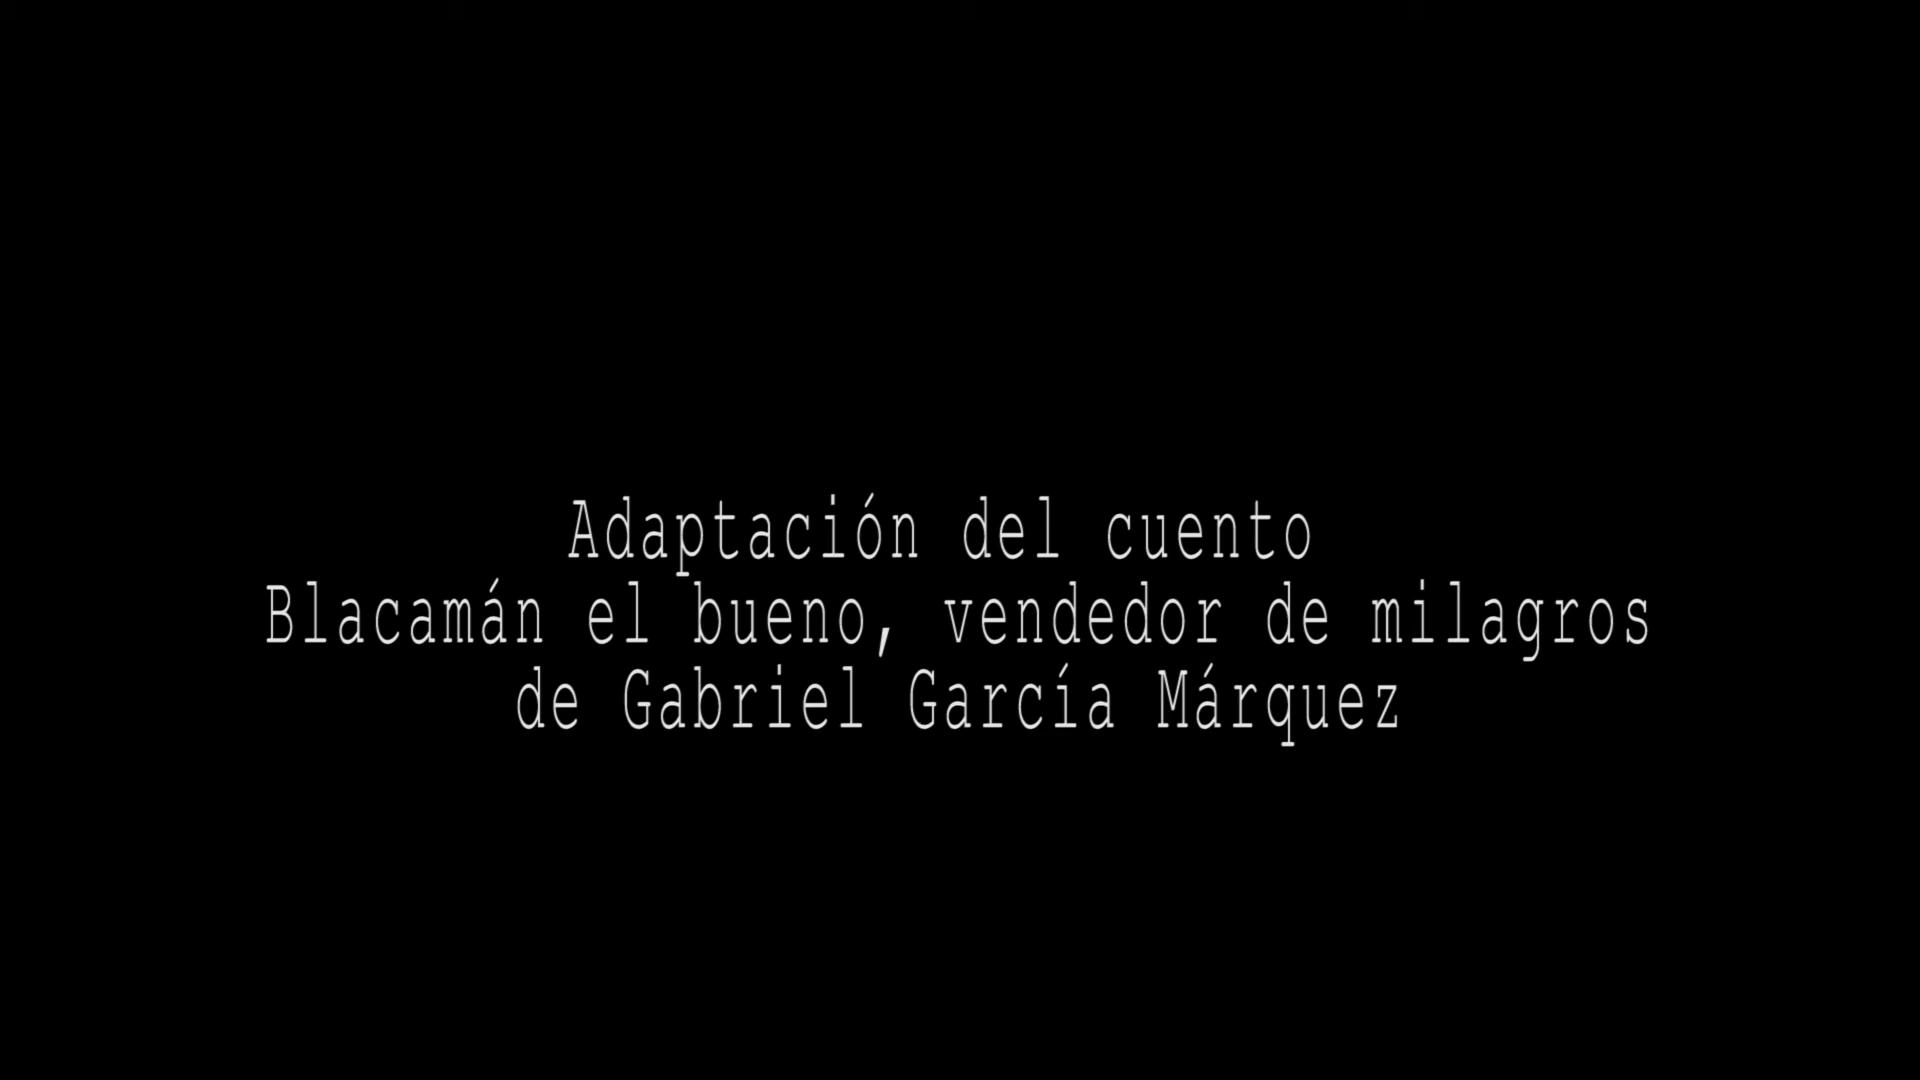 Adaptación del cuento
Blacamán el bueno, vendedor de milagros
de Gabriel García Márquez